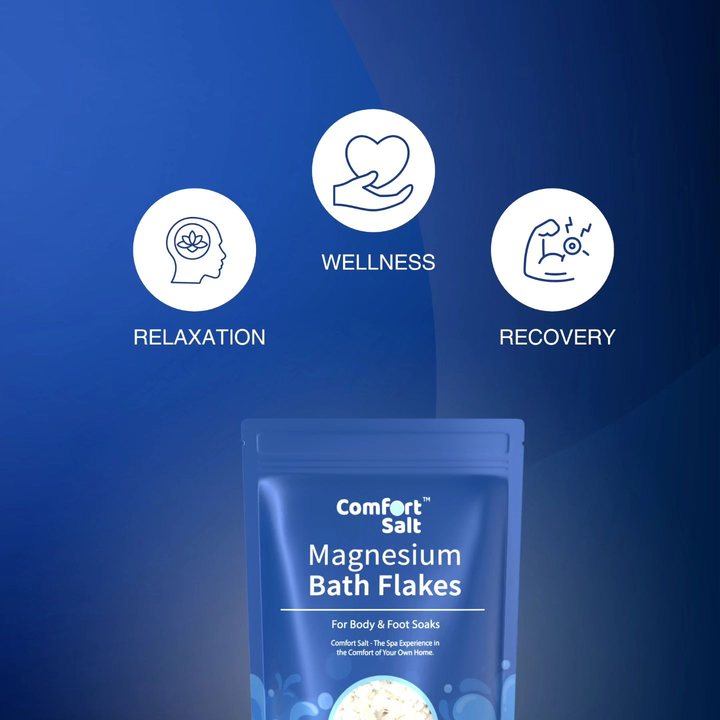 WELLNESS
RELAXATION
RECOVERY
Comfort™
Salt
Magnesium
Bath Flakes
For Body & Foot Soaks
Comfort Salt - The Spa Experience in
the Comfort of Your Own Home.